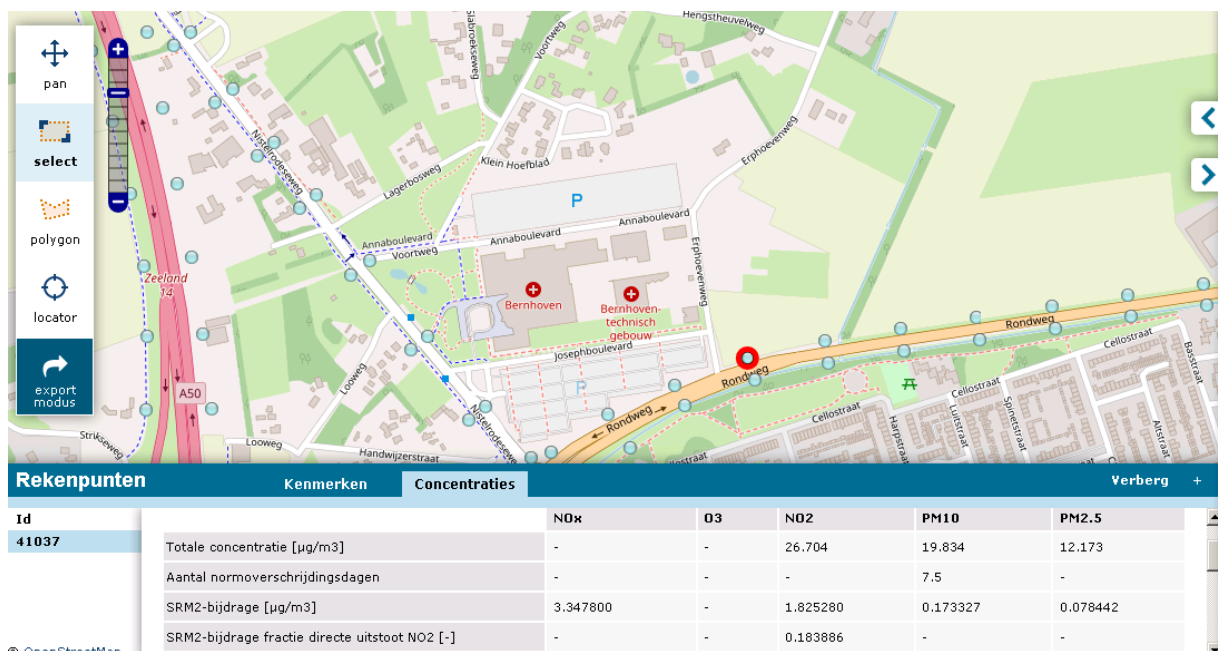 pan
select
polygon
locator
export
modus
+
−
Slabroekseweg
Voortweg
Hengstheuvelweg
Nistelrodeseweg
Klein Hoefblad
Erphoevenweg
Lagerbosweg
P
Annaboulevard
Annaboulevard
Annaboulevard
Voortweg
Erphoevenweg
Zeeland
14
Bernhoven
Bernhoven-
technisch
gebouw
Josephboulevard
P
Looweg
A50
Rondweg
Rondweg
Rondweg
Cellostraat
Basstraat
Cellostraat
Harpstraat
Luitstraat
Spinetstraat
Altstraat
Nistelrodeseweg
Strikseweg
Looweg
Handwijzerstraat
Rekenpunten
Kenmerken
Concentraties
Verberg +
Id
41037
NOx O3 NO2 PM10 PM2.5
Totale concentratie [µg/m3] - - 26.704 19.834 12.173
Aantal normoverschrijdingsdagen - - - 7.5 -
SRM2-bijdrage [µg/m3] 3.347800 - 1.825280 0.173327 0.078442
SRM2-bijdrage fractie directe uitstoot NO2 [-] - - 0.183886 - -